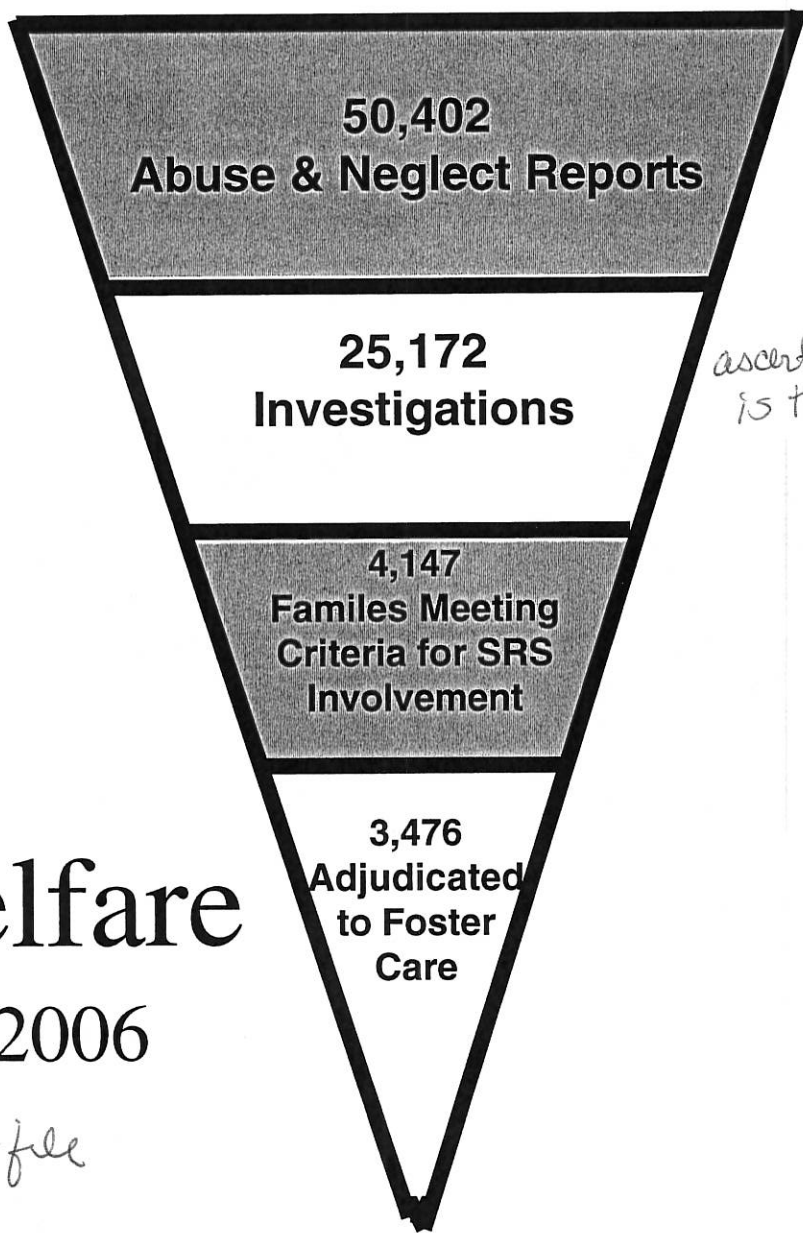 50,402
Abuse & Neglect Reports
25,172
Investigations
is
4,147
Familes Meeting
Criteria for SRS
Involvement
3,476
Adjudicated
to Foster
Care
elfare
2006
file